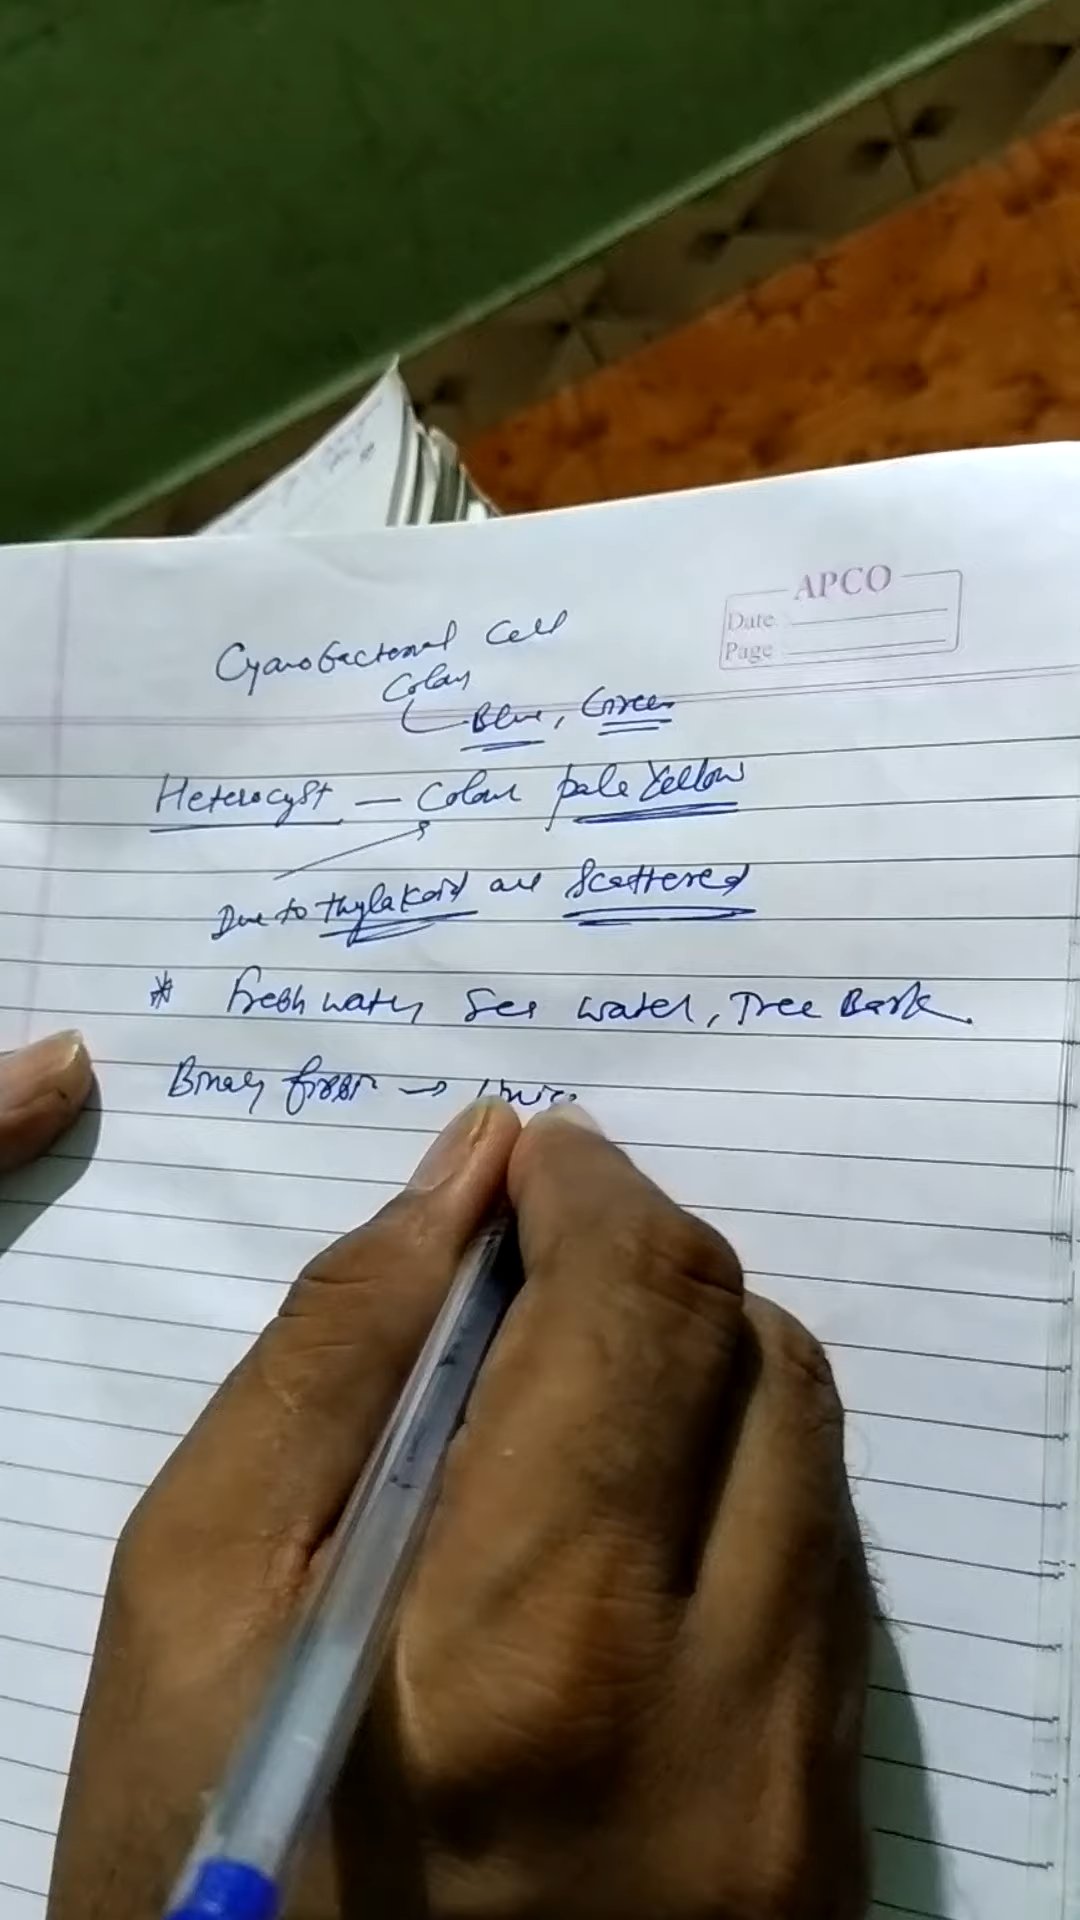 APCO
Date
Page
Cyanobacterial Cell
Colour
Blue, Green
Heterocyst — Colour pale Yellow
Due to thylakoid are Scattered
* Fresh water Sea water, Tree Bark
Binary